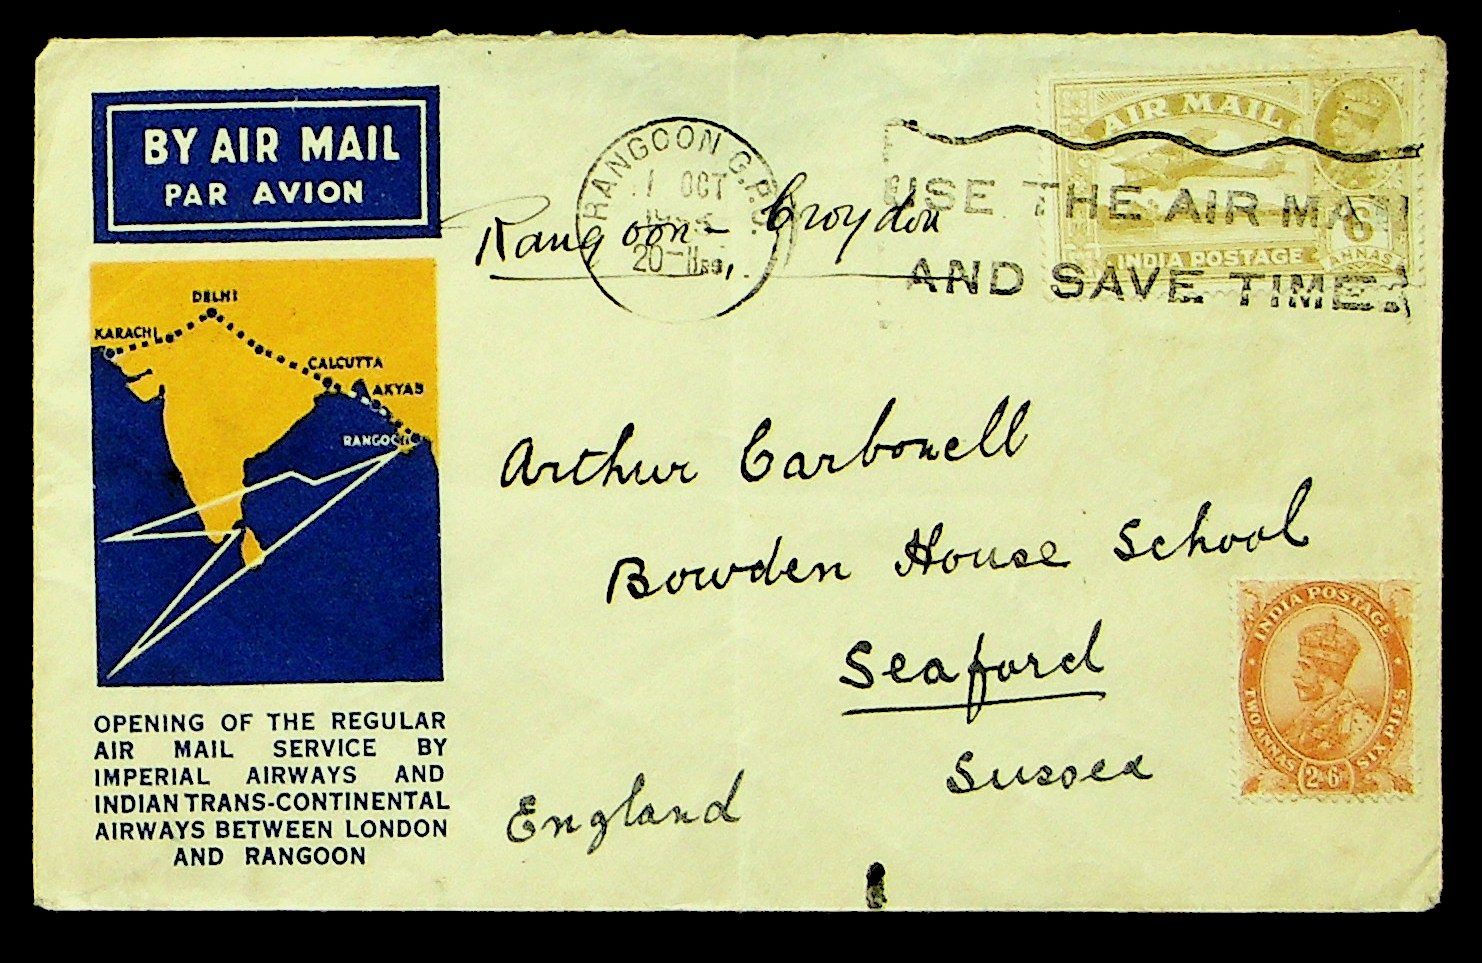 BY AIR MAIL
PAR AVION
DELHI
KARACHI
CALCUTTA
AKYAB
RANGOON
OPENING OF THE REGULAR
AIR MAIL SERVICE BY
IMPERIAL AIRWAYS AND
INDIAN TRANS-CONTINENTAL
AIRWAYS BETWEEN LONDON
AND RANGOON
RANGOON G.P.O.
1 OCT
20-
Rangoon - Croydon
USE THE AIR MAIL
AND SAVE TIME
AIR MAIL
INDIA POSTAGE
6
ANNAS
Arthur Carbonell
Bowden House School
Seaford
Sussex
England
INDIA POSTAGE
TWO ANNAS SIX PIES
2As6Ps